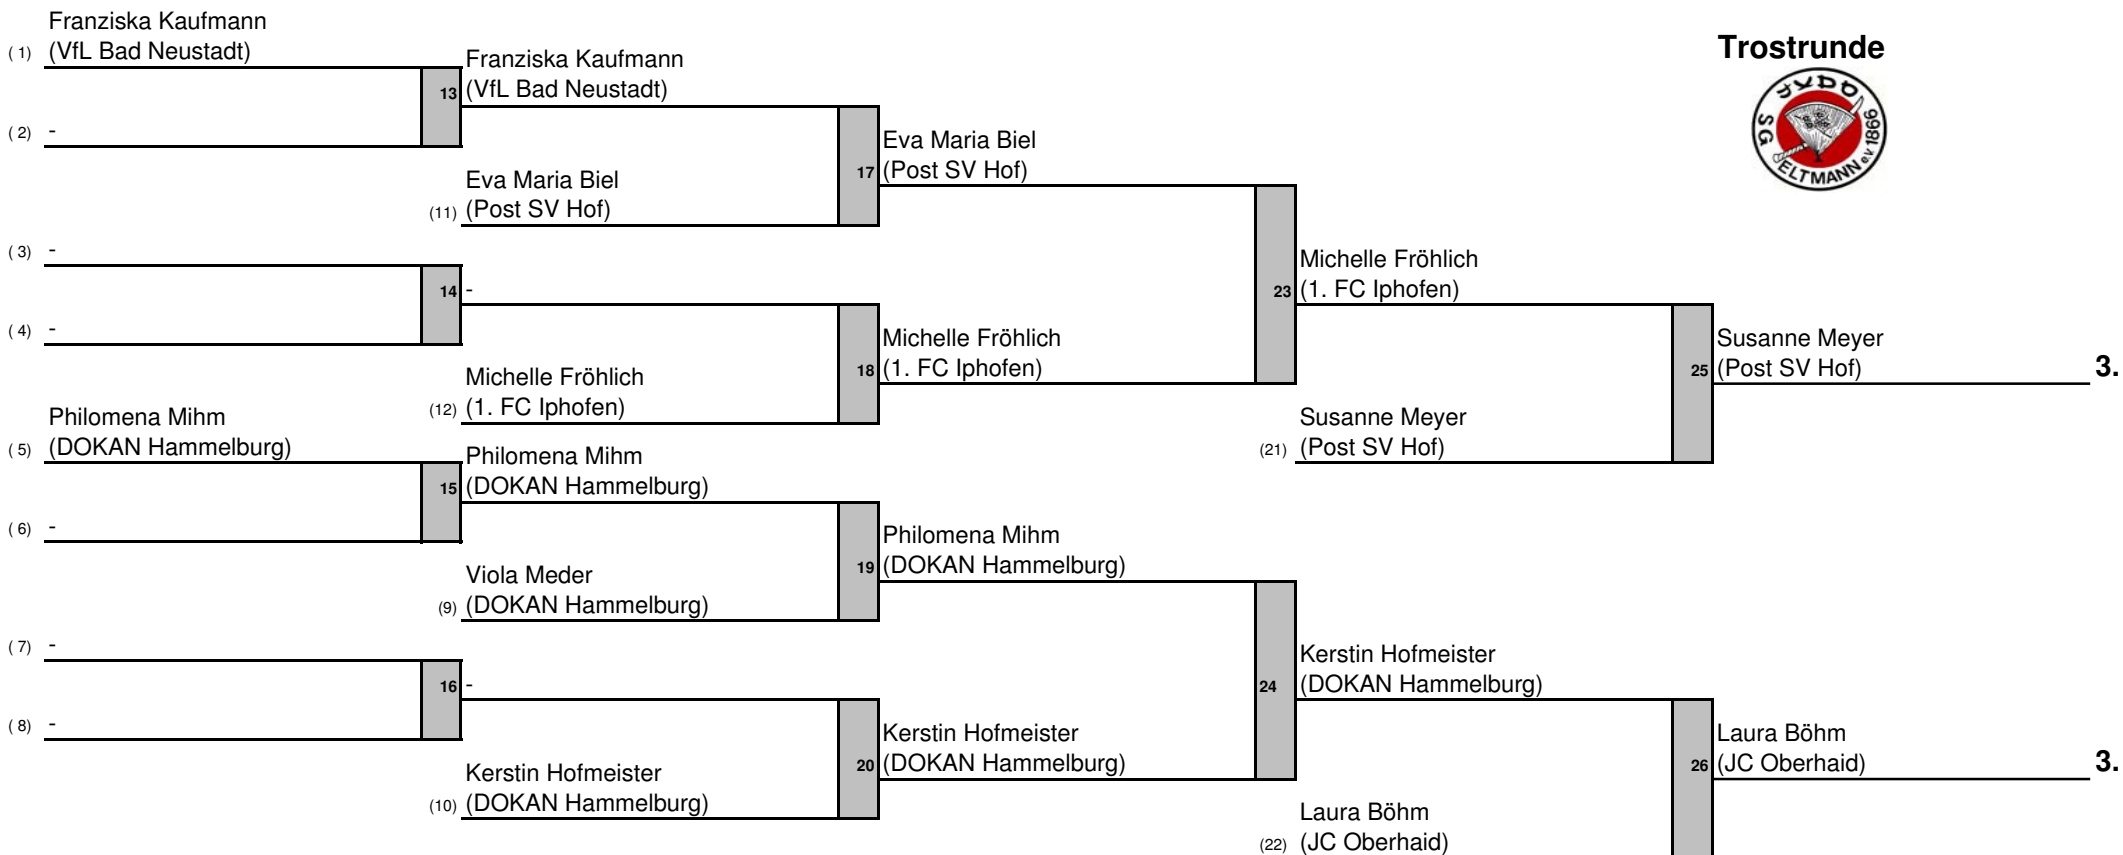 Franziska Kaufmann
( 1) (VfL Bad Neustadt)
Franziska Kaufmann
13 (VfL Bad Neustadt)
( 2) -
Eva Maria Biel
17 (Post SV Hof)
Eva Maria Biel
(11) (Post SV Hof)
Trostrunde
JUDO
SG ELTMANN e.V. 1866
( 3) -
14 -
Michelle Fröhlich
23 (1. FC Iphofen)
( 4) -
Michelle Fröhlich
18 (1. FC Iphofen)
Susanne Meyer
25 (Post SV Hof) 3.
Michelle Fröhlich
(12) (1. FC Iphofen)
Susanne Meyer
(21) (Post SV Hof)
Philomena Mihm
( 5) (DOKAN Hammelburg)
Philomena Mihm
15 (DOKAN Hammelburg)
( 6) -
Philomena Mihm
19 (DOKAN Hammelburg)
Viola Meder
(9) (DOKAN Hammelburg)
( 7) -
16 -
Kerstin Hofmeister
24 (DOKAN Hammelburg)
( 8) -
Kerstin Hofmeister
20 (DOKAN Hammelburg)
Laura Böhm
26 (JC Oberhaid) 3.
Kerstin Hofmeister
(10) (DOKAN Hammelburg)
Laura Böhm
(22) (JC Oberhaid)